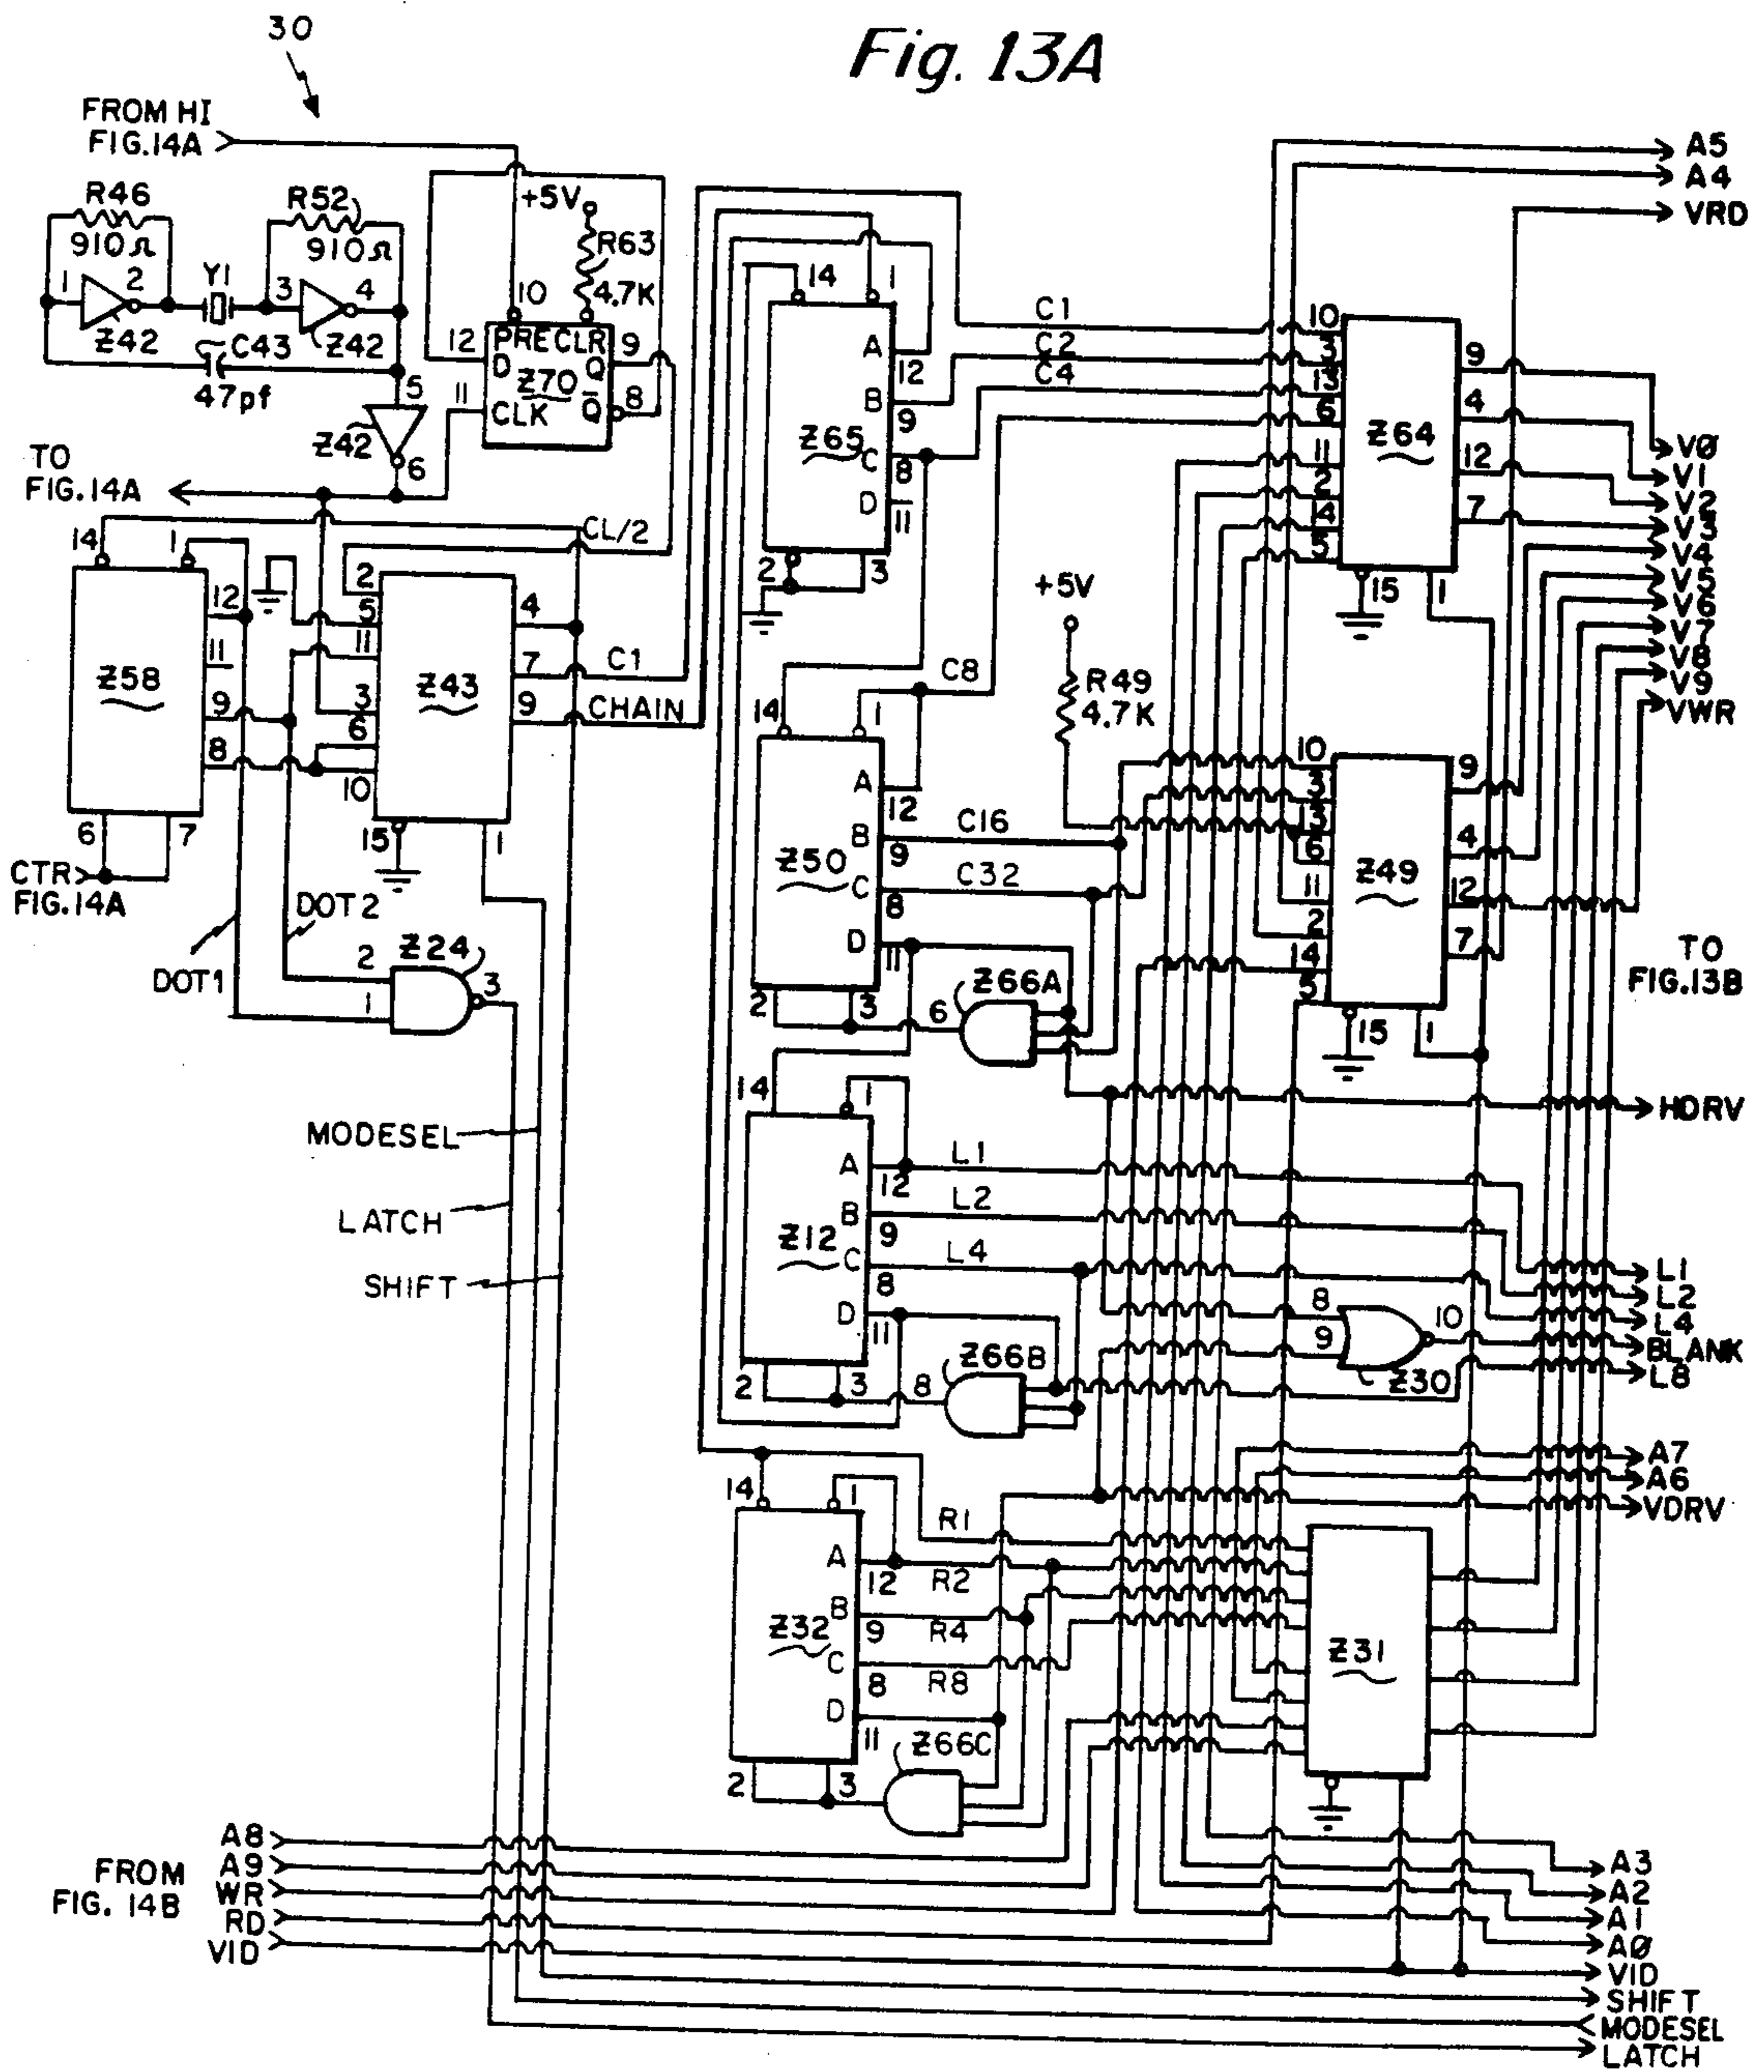 Fig. 13A
30
FROM HI
FIG.14A
R46
910Ω
1
2
Y1
R52
910Ω
3
4
Z42
C43
Z42
47pf
5
Z42
6
+5V
R63
4.7K
10
PRE CLR
12
D
Q
9
Z70
11
CLK
Q̅
8
TO
FIG.14A
14
1
CL/2
12
11
Z58
9
8
6
7
CTR
FIG.14A
2
5
11
3
6
10
Z43
4
7
C1
9
CHAIN
15
1
DOT1
DOT2
2
1
Z24
3
MODESEL
LATCH
SHIFT
14
1
A
12
B
9
Z65
C
8
D
11
2
3
C1
C2
C4
C8
14
1
A
12
B
9
C16
Z50
C
8
C32
D
11
2
3
6
Z66A
+5V
R49
4.7K
14
1
A
12
L1
B
9
L2
Z12
C
8
L4
D
11
2
3
8
Z66B
14
1
R1
A
12
R2
B
9
R4
Z32
C
8
R8
D
11
2
3
Z66C
10
3
13
6
11
2
14
5
Z64
9
4
12
7
15
1
10
3
13
6
11
2
14
5
Z49
9
4
12
7
15
1
8
9
10
Z30
Z31
A5
A4
VRD
VØ
V1
V2
V3
V4
V5
V6
V7
V8
V9
VWR
TO
FIG.13B
HDRV
L1
L2
L4
BLANK
L8
A7
A6
VDRV
A8
A9
FROM
FIG. 14B
WR
RD
VID
A3
A2
A1
AØ
VID
SHIFT
MODESEL
LATCH